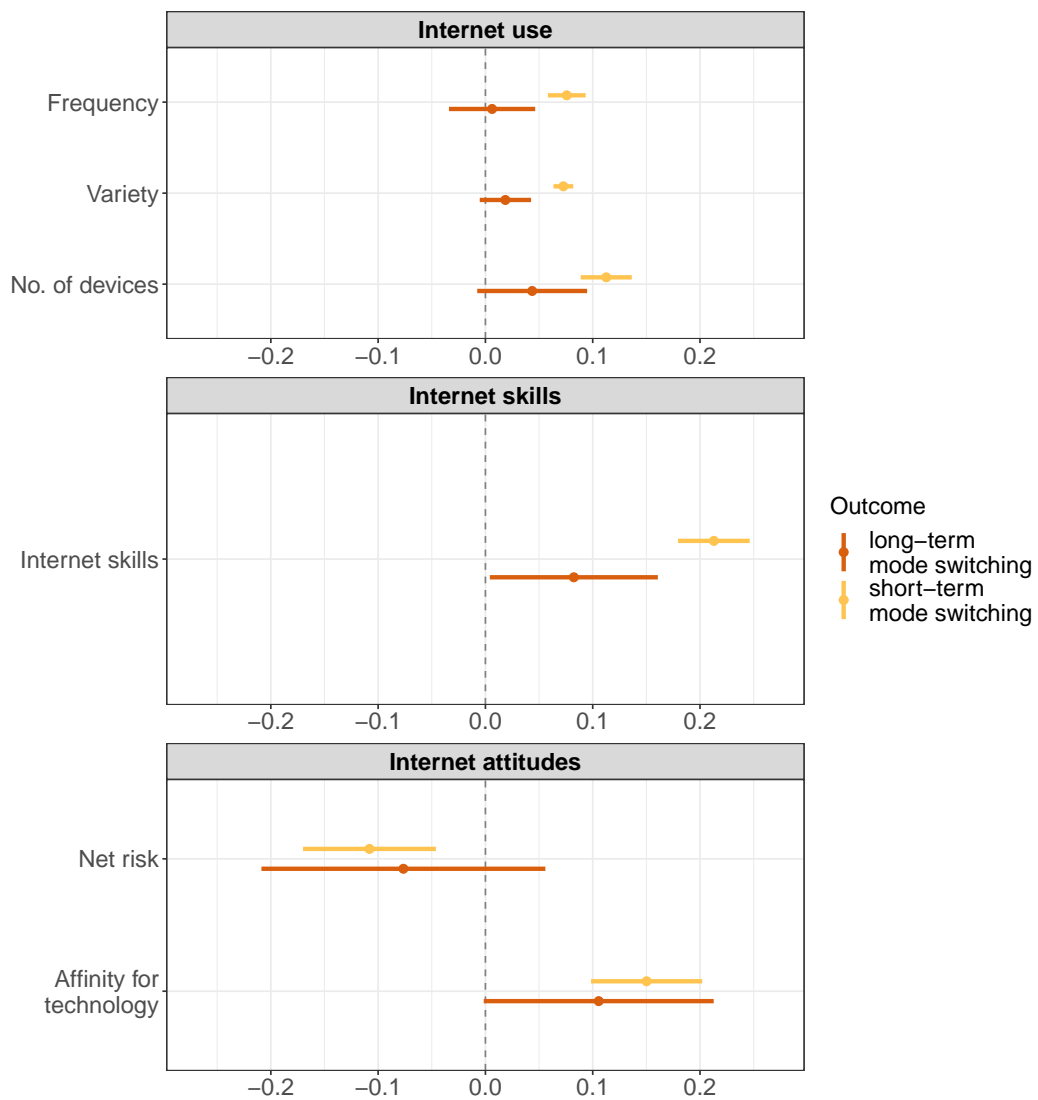 Internet use
Frequency
Variety
No. of devices
−0.2 −0.1 0.0 0.1 0.2
Internet skills
Internet skills
−0.2 −0.1 0.0 0.1 0.2
Outcome
long−term
mode switching
short−term
mode switching
Internet attitudes
Net risk
Affinity for
technology
−0.2 −0.1 0.0 0.1 0.2